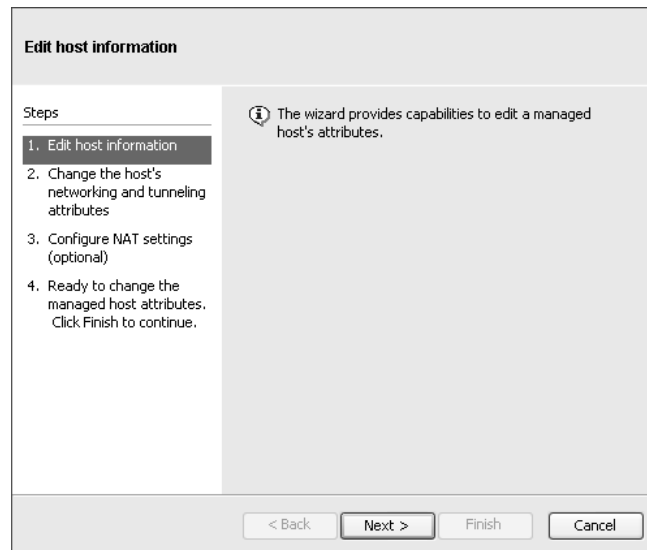 Edit host information
Steps
1. Edit host information
2. Change the host's
networking and tunneling
attributes
3. Configure NAT settings
(optional)
4. Ready to change the
managed host attributes.
Click Finish to continue.
The wizard provides capabilities to edit a managed
host's attributes.
< Back
Next >
Finish
Cancel